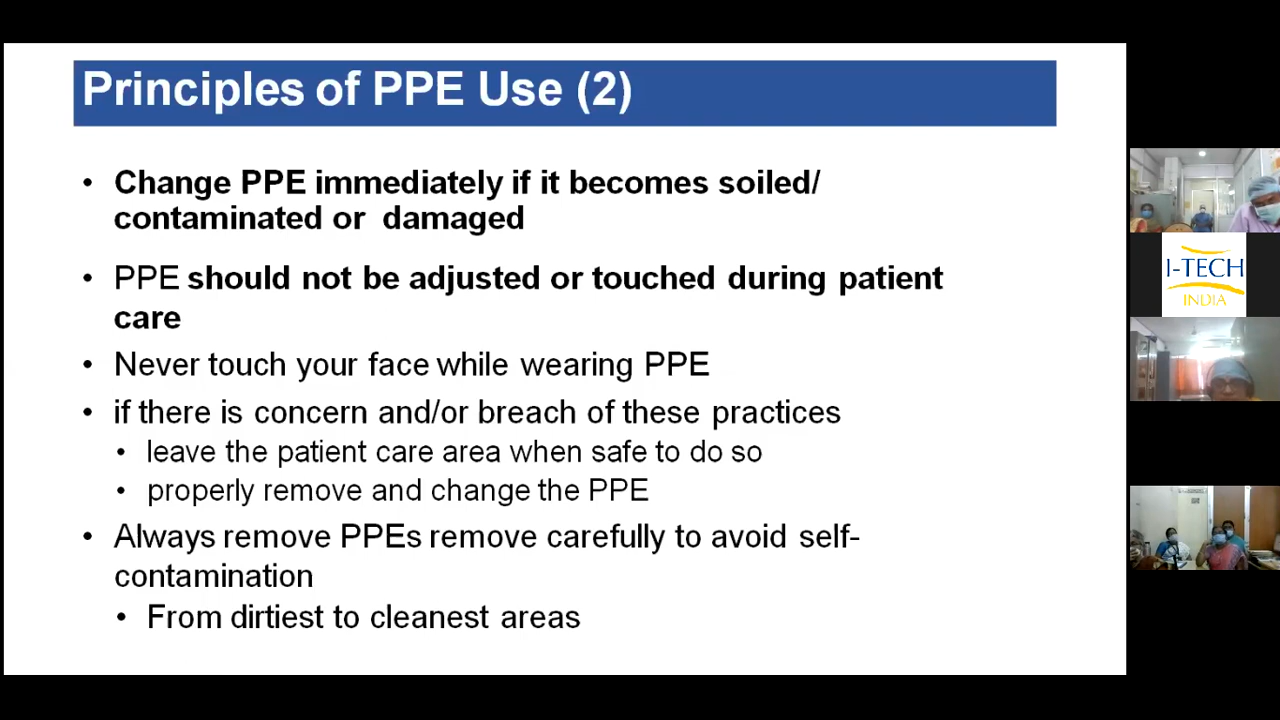 Principles of PPE Use (2)
• Change PPE immediately if it becomes soiled/
contaminated or damaged
• PPE should not be adjusted or touched during patient
care
• Never touch your face while wearing PPE
• if there is concern and/or breach of these practices
• leave the patient care area when safe to do so
• properly remove and change the PPE
• Always remove PPEs remove carefully to avoid self-
contamination
• From dirtiest to cleanest areas
I-TECH
INDIA